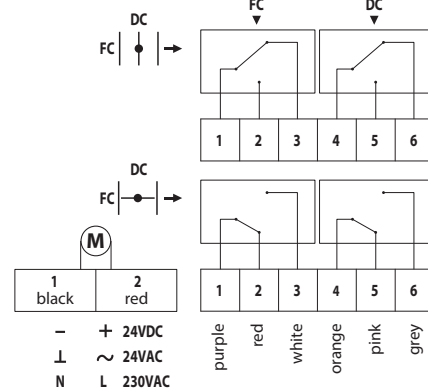 FC DC
DC
FC
1 2 3 4 5 6
DC
FC
M
1 2
black red
1 2 3 4 5 6
purple red white orange pink grey
− + 24VDC
⊥ ~ 24VAC
N L 230VAC